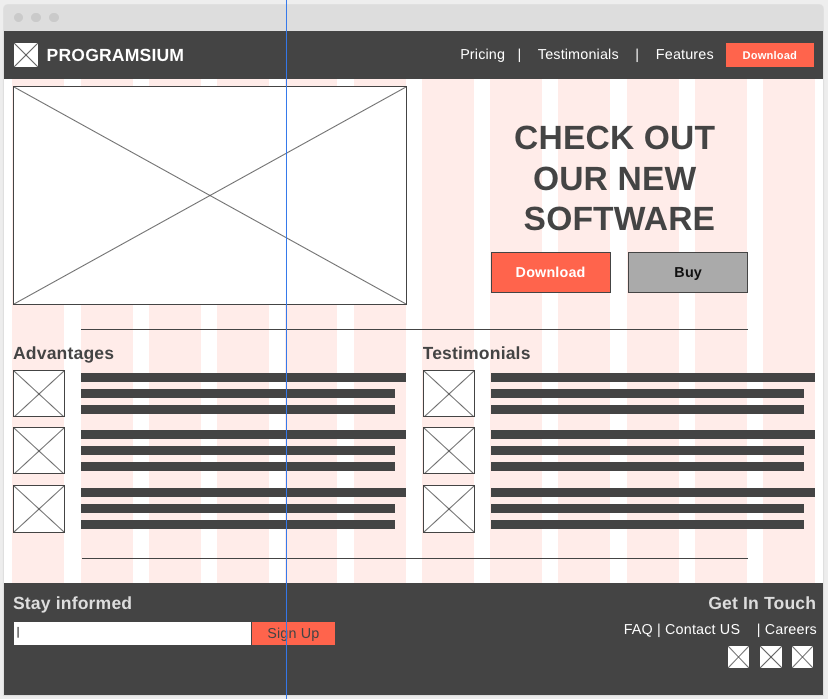 PROGRAMSIUM
Pricing | Testimonials | Features Download
CHECK OUT
OUR NEW
SOFTWARE
Download Buy
Advantages
Testimonials
Stay informed
Sign Up
Get In Touch
FAQ | Contact US | Careers